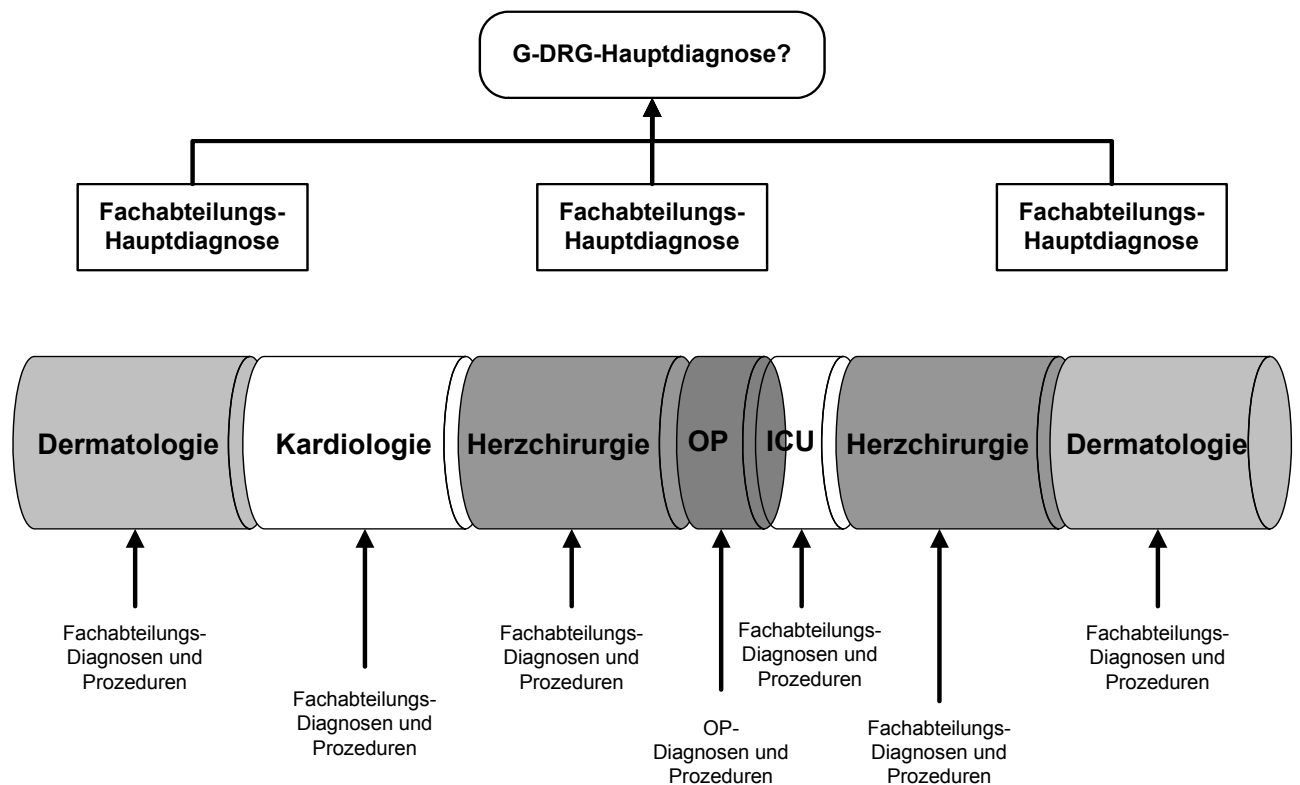 G-DRG-Hauptdiagnose?
Fachabteilungs-
Hauptdiagnose
Fachabteilungs-
Hauptdiagnose
Fachabteilungs-
Hauptdiagnose
Dermatologie
Kardiologie
Herzchirurgie
OP
ICU
Herzchirurgie
Dermatologie
Fachabteilungs-
Diagnosen und
Prozeduren
Fachabteilungs-
Diagnosen und
Prozeduren
Fachabteilungs-
Diagnosen und
Prozeduren
OP-
Diagnosen und
Prozeduren
Fachabteilungs-
Diagnosen und
Prozeduren
Fachabteilungs-
Diagnosen und
Prozeduren
Fachabteilungs-
Diagnosen und
Prozeduren